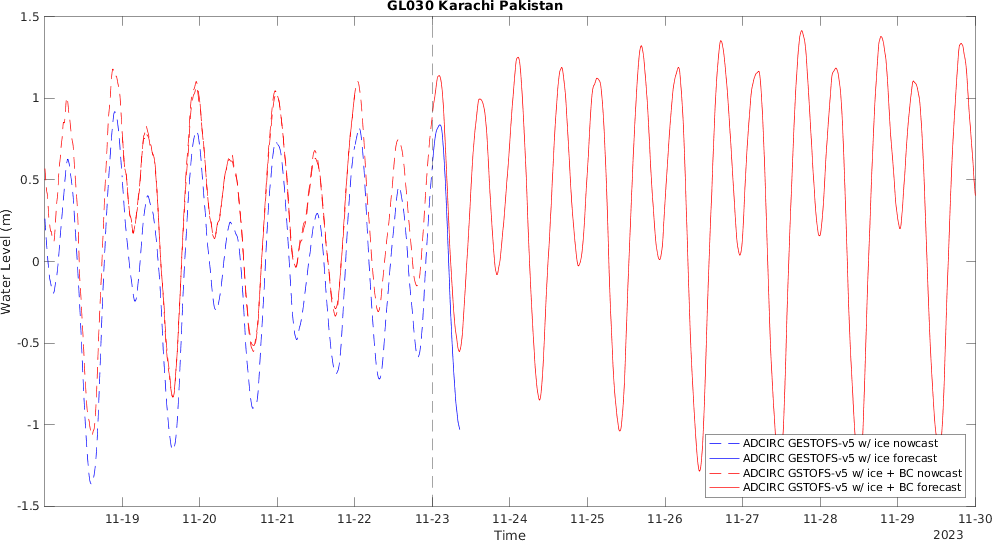 GL030 Karachi Pakistan
1.5
1
0.5
0
-0.5
-1
-1.5
Water Level (m)
ADCIRC GESTOFS-v5 w/ ice nowcast
ADCIRC GESTOFS-v5 w/ ice forecast
ADCIRC GSTOFS-v5 w/ ice + BC nowcast
ADCIRC GSTOFS-v5 w/ ice + BC forecast
11-19 11-20 11-21 11-22 11-23 11-24 11-25 11-26 11-27 11-28 11-29 11-30
Time
2023